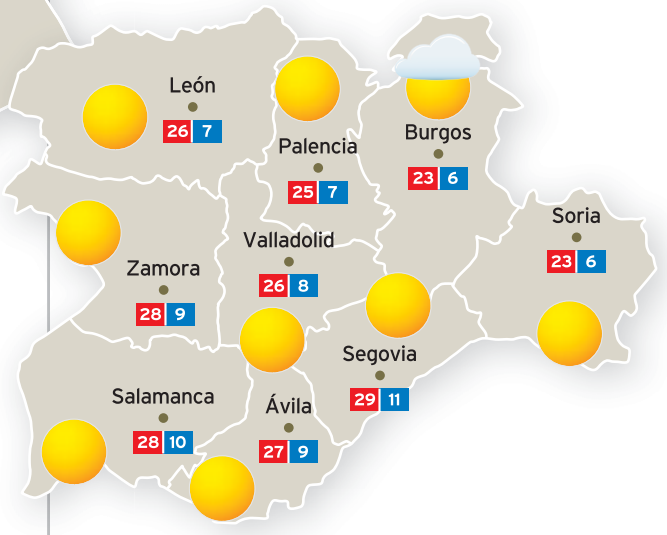 León
26 7
Palencia
25 7
Burgos
23 6
Soria
23 6
Valladolid
26 8
Zamora
28 9
Segovia
29 11
Salamanca
28 10
Ávila
27 9